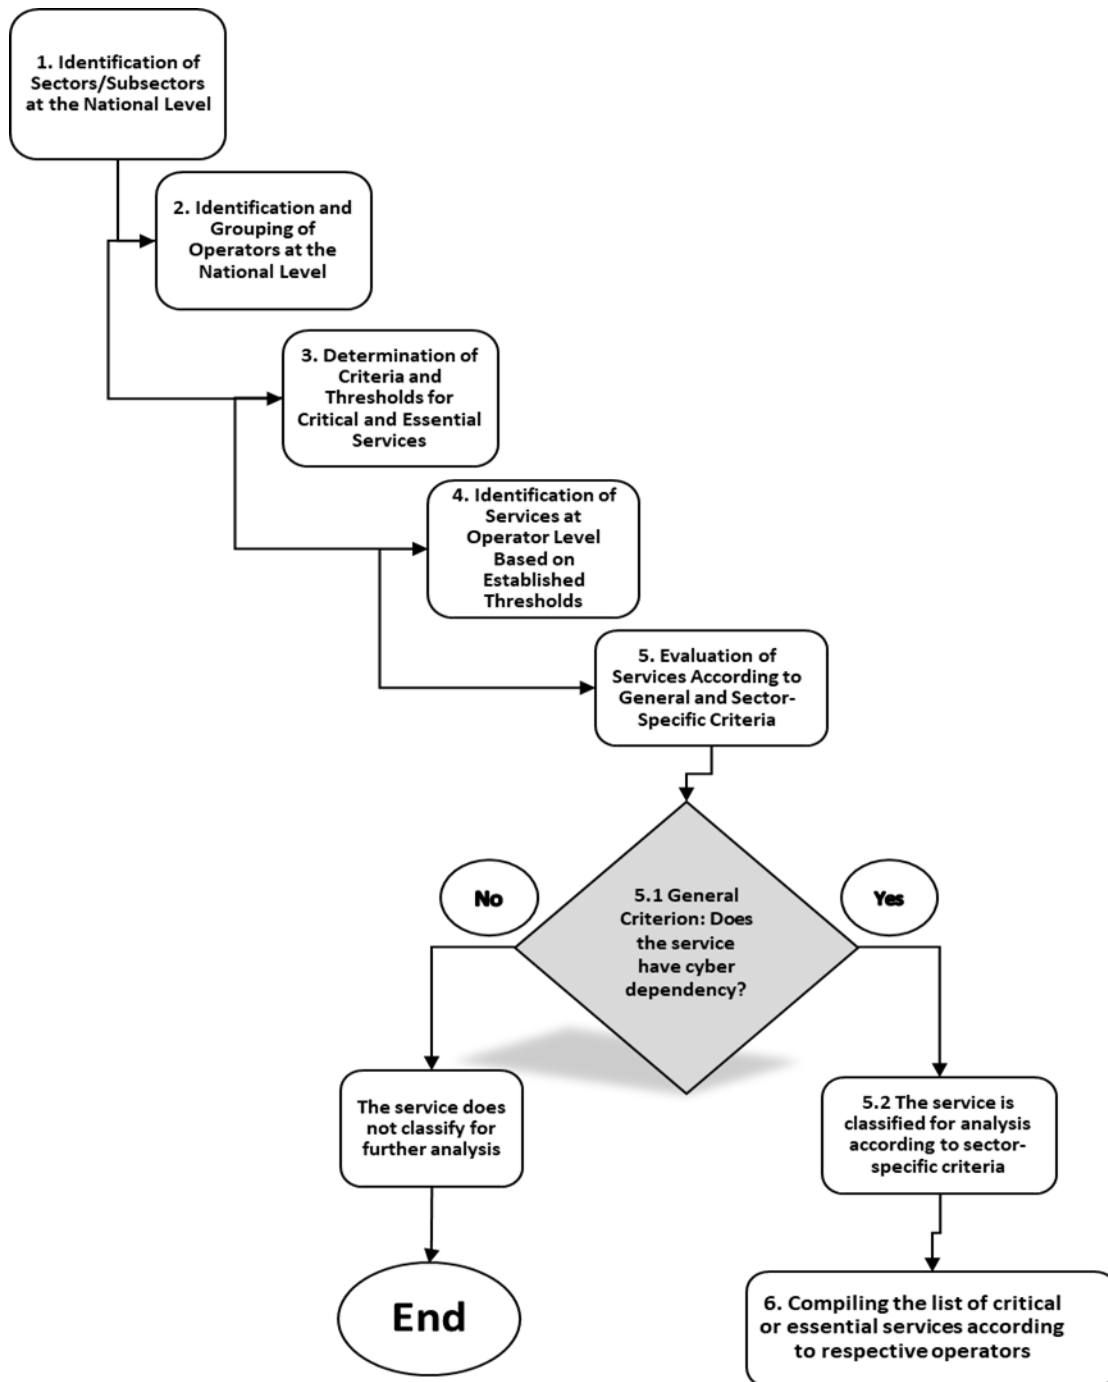 1. Identification of
Sectors/Subsectors
at the National Level
2. Identification and
Grouping of
Operators at the
National Level
3. Determination of
Criteria and
Thresholds for
Critical and Essential
Services
4. Identification of
Services at
Operator Level
Based on
Established
Thresholds
5. Evaluation of
Services According to
General and Sector-
Specific Criteria
5.1 General
Criterion: Does
the service
have cyber
dependency?
No
Yes
The service does
not classify for
further analysis
5.2 The service is
classified for analysis
according to sector-
specific criteria
End
6. Compiling the list of critical
or essential services according
to respective operators